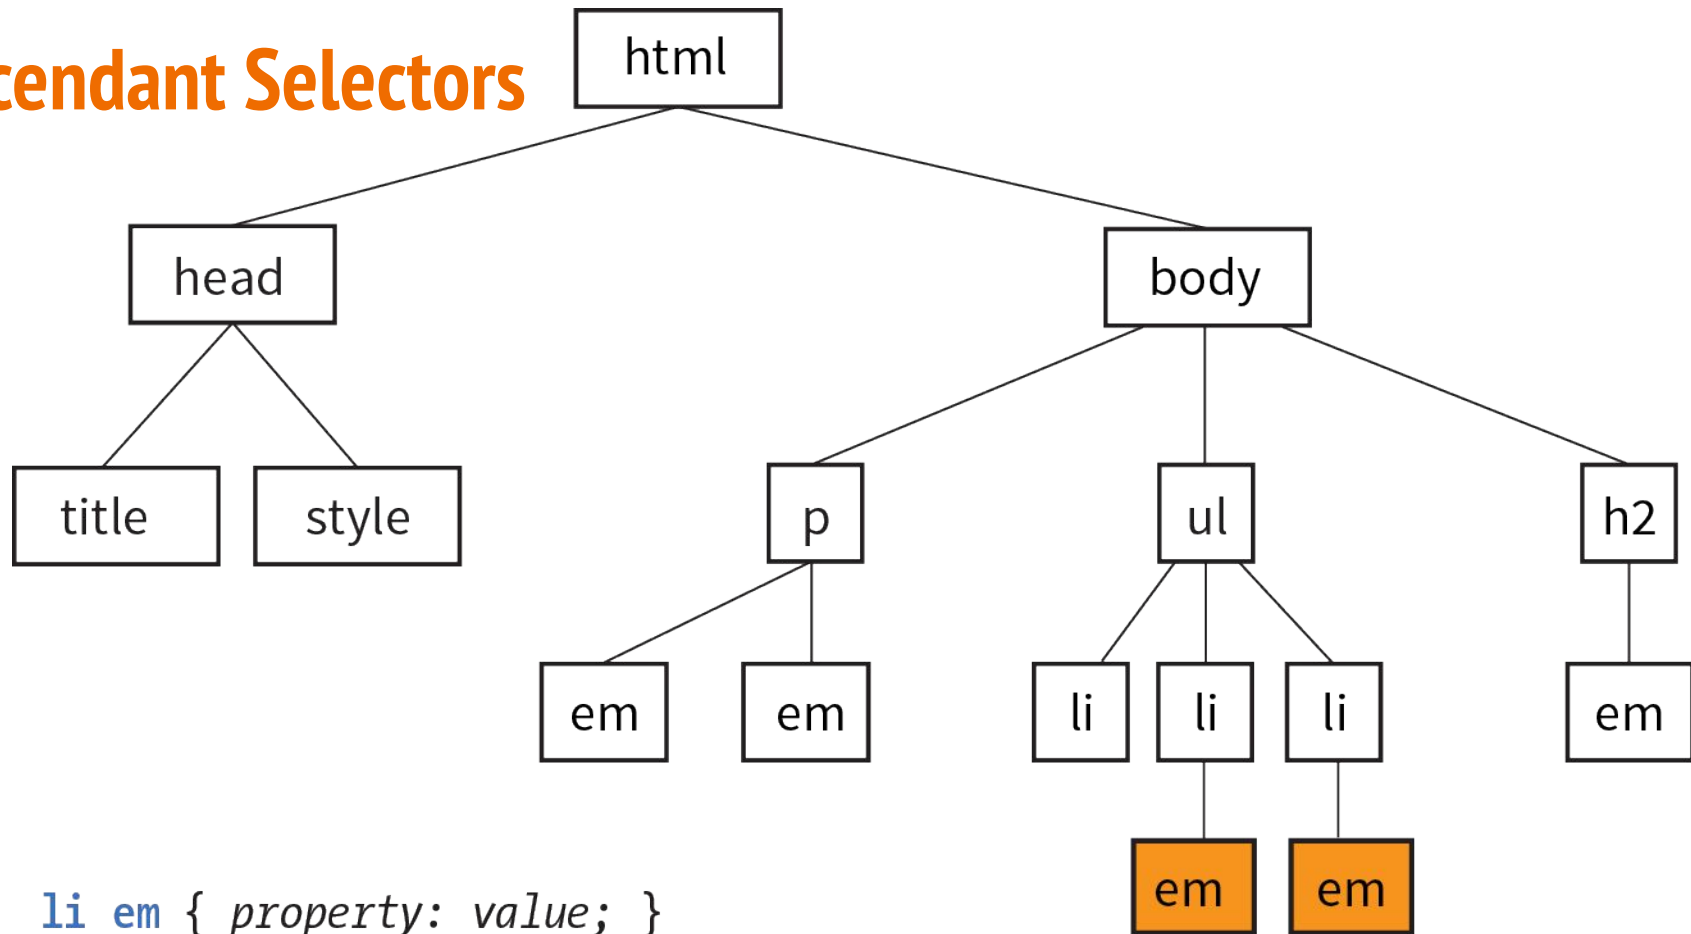 cendant Selectors
html
head
body
title
style
p
ul
h2
em
em
li
li
li
em
em
em
li em { property: value; }